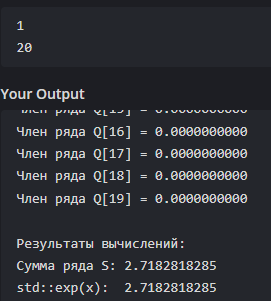 1
20
Your Output
Член ряда Q[15] = 0.0000000000
Член ряда Q[16] = 0.0000000000
Член ряда Q[17] = 0.0000000000
Член ряда Q[18] = 0.0000000000
Член ряда Q[19] = 0.0000000000
Результаты вычислений:
Сумма ряда S: 2.7182818285
std::exp(x): 2.7182818285